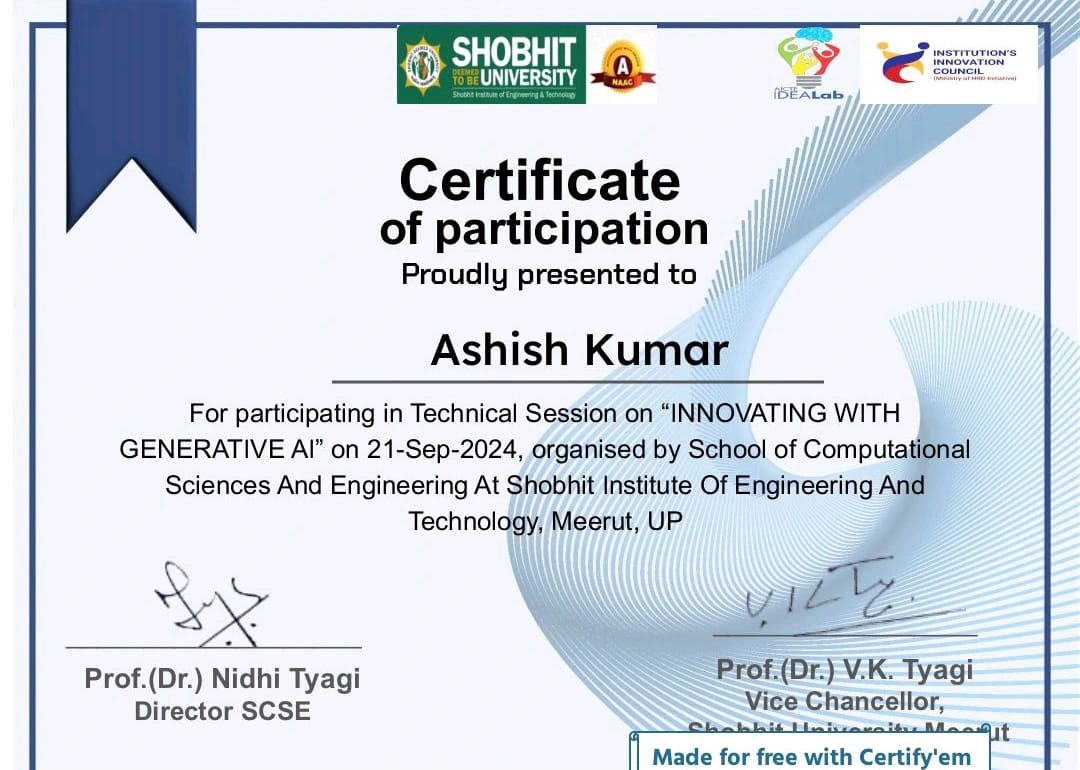 SHOBHIT
DEEMED
TO BE
UNIVERSITY
Shobhit Institute of Engineering & Technology
A
NAAC
AICTE
IDEALab
INSTITUTION'S
INNOVATION
COUNCIL
(Ministry of HRD Initiative)
Certificate
of participation
Proudly presented to
Ashish Kumar
For participating in Technical Session on “INNOVATING WITH
GENERATIVE AI” on 21-Sep-2024, organised by School of Computational
Sciences And Engineering At Shobhit Institute Of Engineering And
Technology, Meerut, UP
V.K Ty.
Prof.(Dr.) Nidhi Tyagi
Director SCSE
Prof.(Dr.) V.K. Tyagi
Vice Chancellor,
Shobhit University Meerut
Made for free with Certify'em